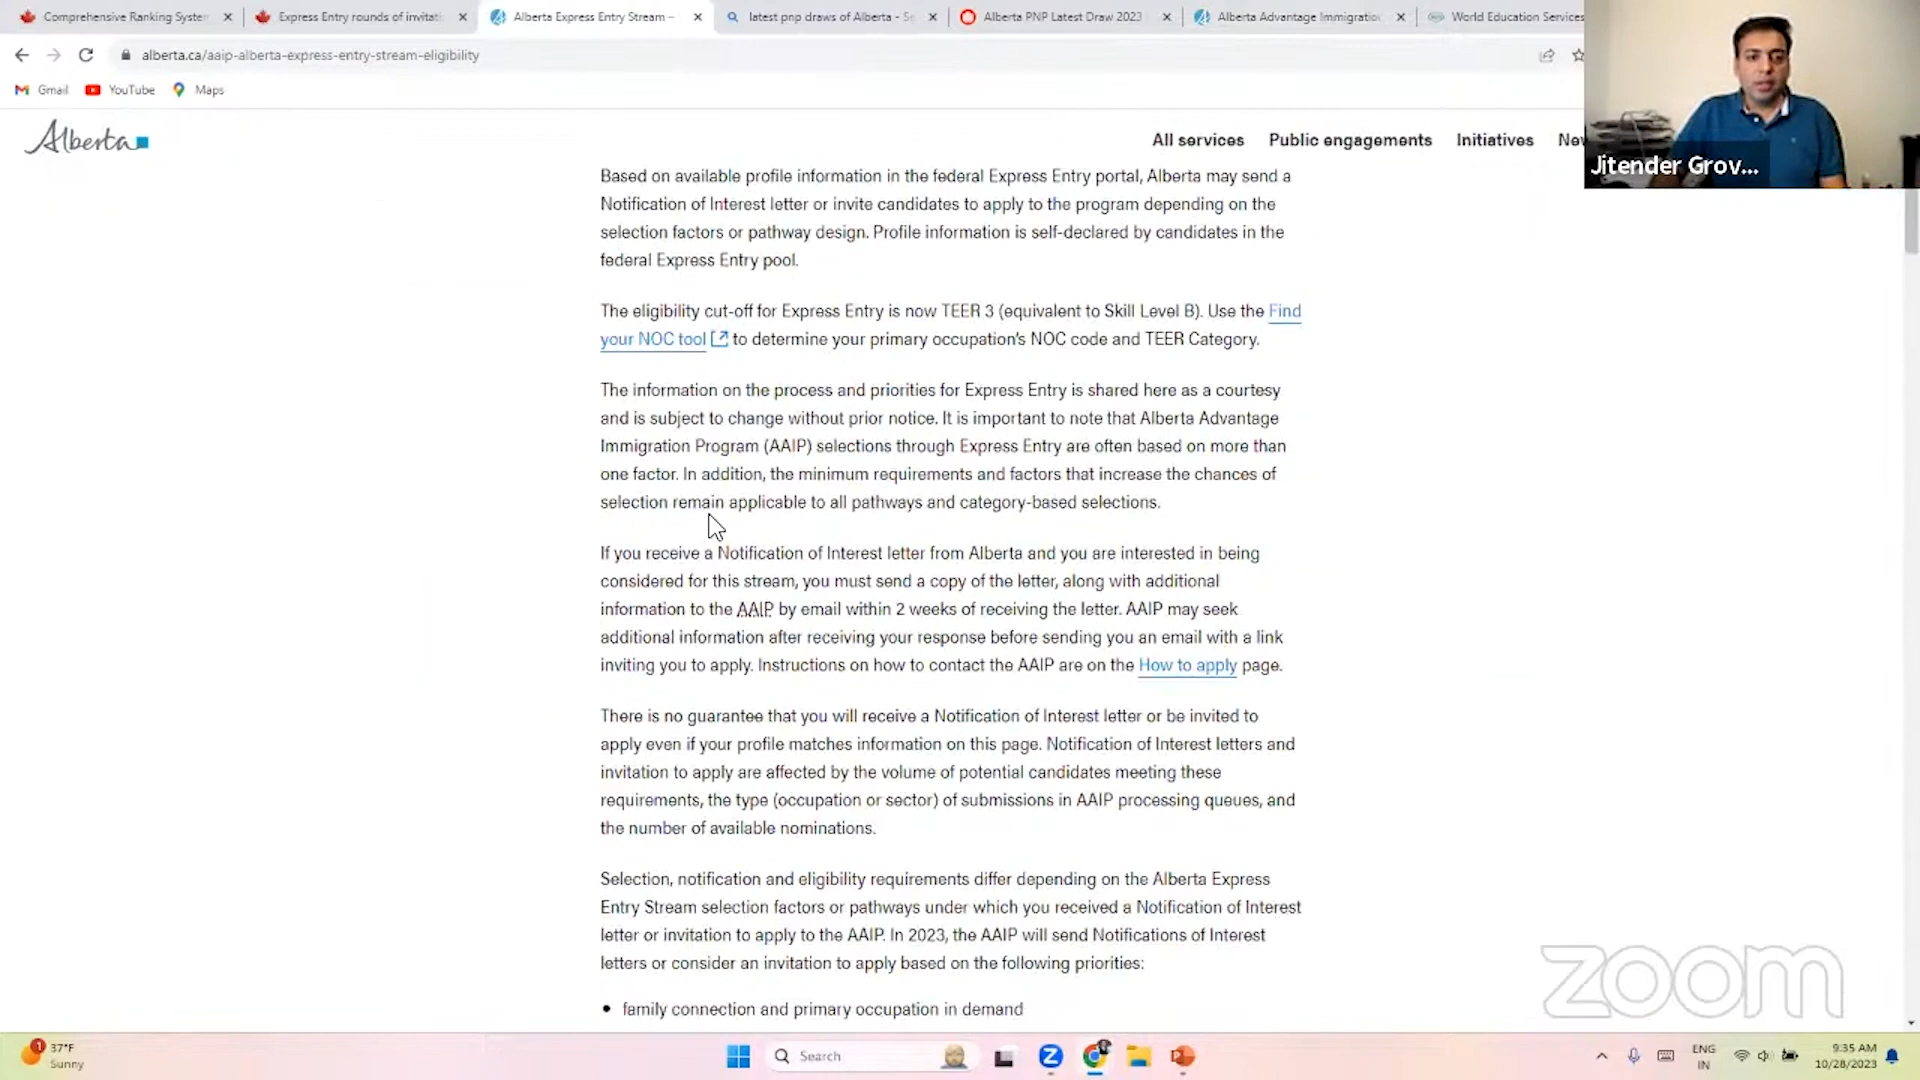 Comprehensive Ranking System
Express Entry rounds of invitati
Alberta Express Entry Stream –
latest pnp draws of Alberta - Se
Alberta PNP Latest Draw 2023
Alberta Advantage Immigratio
World Education Services
alberta.ca/aaip-alberta-express-entry-stream-eligibility
Gmail YouTube Maps
Alberta
All services Public engagements Initiatives Nev
Jitender Grov...
Based on available profile information in the federal Express Entry portal, Alberta may send a
Notification of Interest letter or invite candidates to apply to the program depending on the
selection factors or pathway design. Profile information is self-declared by candidates in the
federal Express Entry pool.
The eligibility cut-off for Express Entry is now TEER 3 (equivalent to Skill Level B). Use the Find
your NOC tool to determine your primary occupation's NOC code and TEER Category.
The information on the process and priorities for Express Entry is shared here as a courtesy
and is subject to change without prior notice. It is important to note that Alberta Advantage
Immigration Program (AAIP) selections through Express Entry are often based on more than
one factor. In addition, the minimum requirements and factors that increase the chances of
selection remain applicable to all pathways and category-based selections.
If you receive a Notification of Interest letter from Alberta and you are interested in being
considered for this stream, you must send a copy of the letter, along with additional
information to the AAIP by email within 2 weeks of receiving the letter. AAIP may seek
additional information after receiving your response before sending you an email with a link
inviting you to apply. Instructions on how to contact the AAIP are on the How to apply page.
There is no guarantee that you will receive a Notification of Interest letter or be invited to
apply even if your profile matches information on this page. Notification of Interest letters and
invitation to apply are affected by the volume of potential candidates meeting these
requirements, the type (occupation or sector) of submissions in AAIP processing queues, and
the number of available nominations.
Selection, notification and eligibility requirements differ depending on the Alberta Express
Entry Stream selection factors or pathways under which you received a Notification of Interest
letter or invitation to apply to the AAIP. In 2023, the AAIP will send Notifications of Interest
letters or consider an invitation to apply based on the following priorities:
• family connection and primary occupation in demand
zoom
1
37°F
Sunny
Search
ENG
IN
9:35 AM
10/28/2023